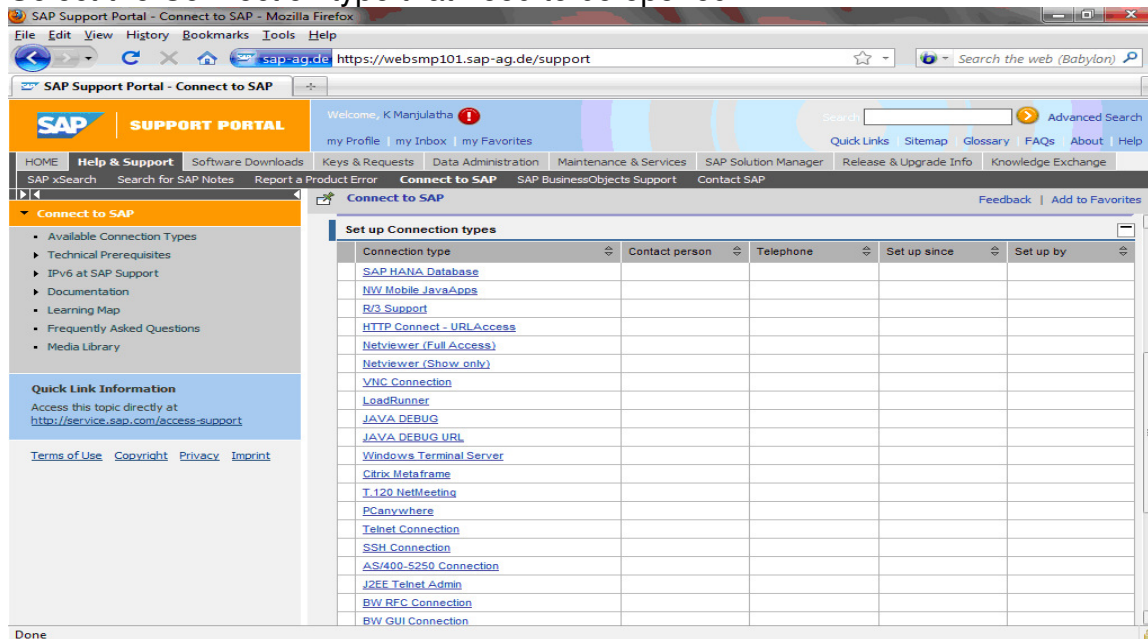 Select the Connection type that need to be opened
SAP Support Portal - Connect to SAP - Mozilla Firefox
File Edit View History Bookmarks Tools Help
sap-ag.de https://websmp101.sap-ag.de/support
Search the web (Babylon)
SAP Support Portal - Connect to SAP
SAP SUPPORT PORTAL
Welcome, K Manjulatha
Search
Advanced Search
my Profile my Inbox my Favorites
Quick Links Sitemap Glossary FAQs About Help
HOME Help & Support Software Downloads Keys & Requests Data Administration Maintenance & Services SAP Solution Manager Release & Upgrade Info Knowledge Exchange
SAP xSearch Search for SAP Notes Report a Product Error Connect to SAP SAP BusinessObjects Support Contact SAP
Connect to SAP
Available Connection Types
Technical Prerequisites
IPv6 at SAP Support
Documentation
Learning Map
Frequently Asked Questions
Media Library
Quick Link Information
Access this topic directly at
http://service.sap.com/access-support
Terms of Use Copyright Privacy Imprint
Connect to SAP
Feedback | Add to Favorites
Set up Connection types
Connection type Contact person Telephone Set up since Set up by
SAP HANA Database
NW Mobile JavaApps
R/3 Support
HTTP Connect - URLAccess
Netviewer (Full Access)
Netviewer (Show only)
VNC Connection
LoadRunner
JAVA DEBUG
JAVA DEBUG URL
Windows Terminal Server
Citrix Metaframe
T.120 NetMeeting
PCanywhere
Telnet Connection
SSH Connection
AS/400-5250 Connection
J2EE Telnet Admin
BW RFC Connection
BW GUI Connection
Done